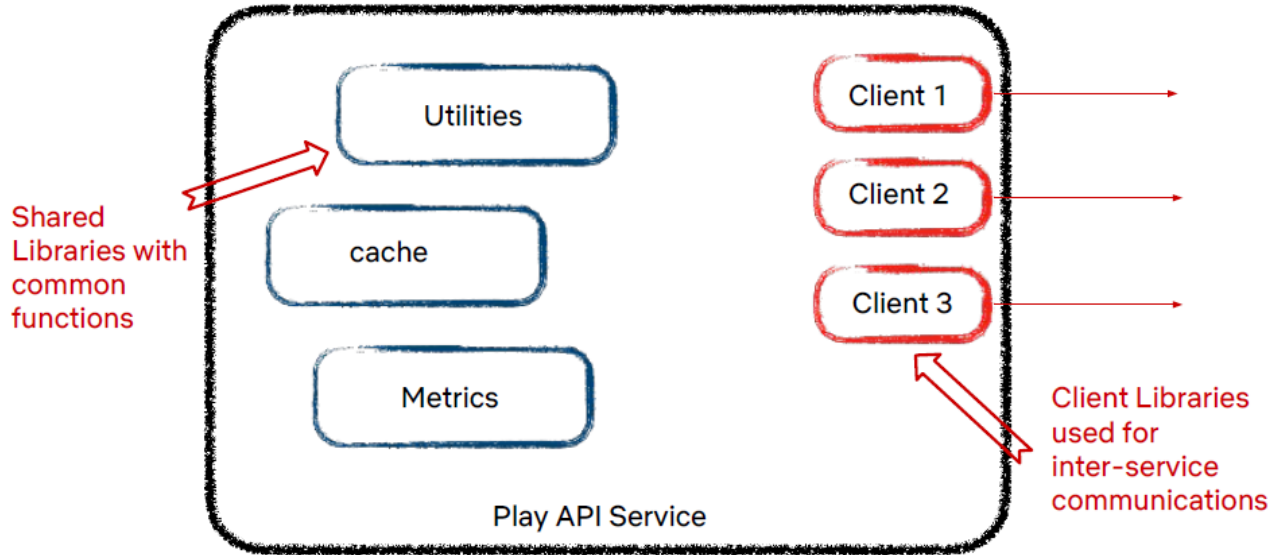 Utilities
cache
Metrics
Client 1
Client 2
Client 3
Shared
Libraries with
common
functions
Client Libraries
used for
inter-service
communications
Play API Service